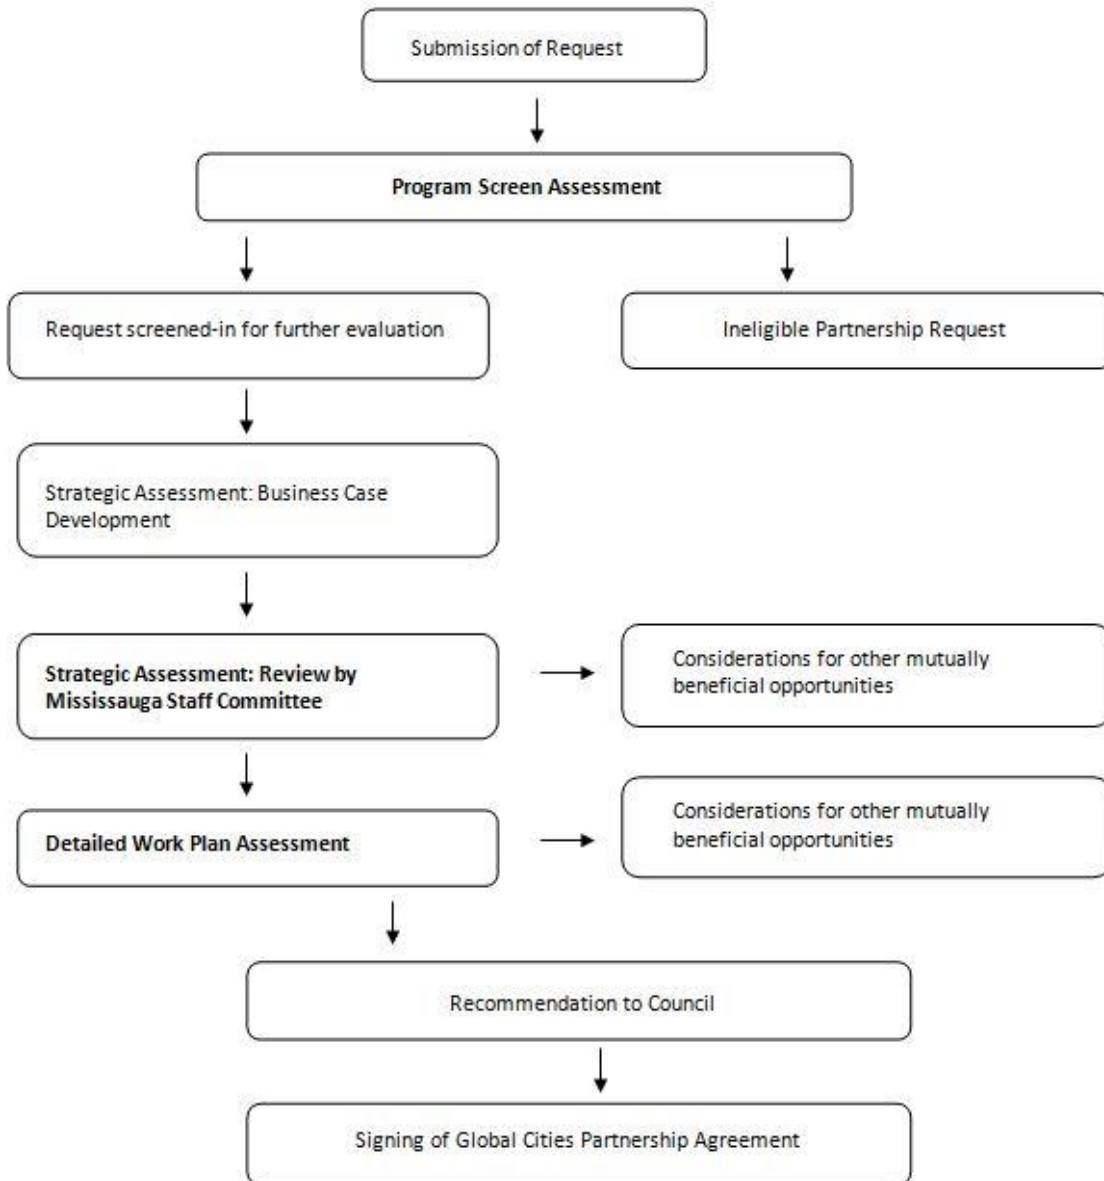 Submission of Request
Program Screen Assessment
Request screened-in for further evaluation
Ineligible Partnership Request
Strategic Assessment: Business Case
Development
Strategic Assessment: Review by
Mississauga Staff Committee
Considerations for other mutually
beneficial opportunities
Detailed Work Plan Assessment
Considerations for other mutually
beneficial opportunities
Recommendation to Council
Signing of Global Cities Partnership Agreement